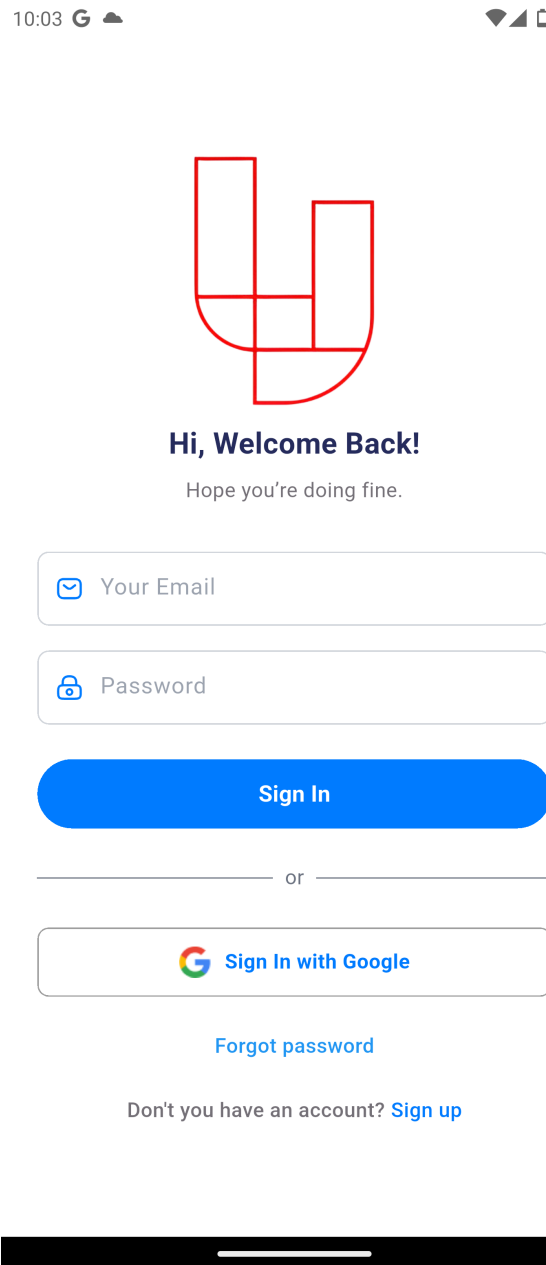 10:03
Hi, Welcome Back!
Hope you’re doing fine.
Your Email
Password
Sign In
or
Sign In with Google
Forgot password
Don't you have an account? Sign up